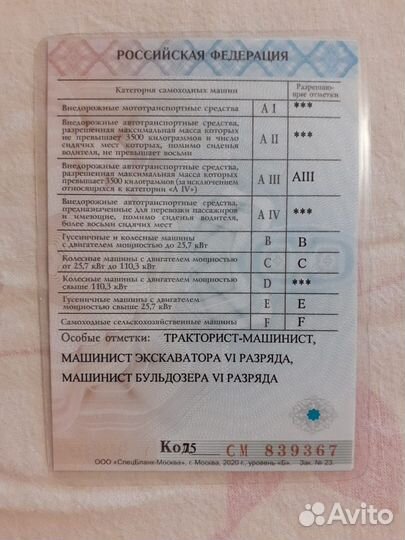 РОССИЙСКАЯ ФЕДЕРАЦИЯ
Категория самоходных машин
Разрешаю-
щие отметки
Внедорожные мототранспортные средства A I ***
Внедорожные автотранспортные средства,
разрешенная максимальная масса которых
не превышает 3500 килограммов и число
сидячих мест которых, помимо сиденья
водителя, не превышает восьми
A II ***
Внедорожные автотранспортные средства,
разрешенная максимальная масса которых
превышает 3500 килограммов (за исключением
относящихся к категории «A IV»)
A III AIII
Внедорожные автотранспортные средства,
предназначенные для перевозки пассажиров
и имеющие, помимо сиденья водителя,
более восьми сидячих мест
A IV ***
Гусеничные и колесные машины
с двигателем мощностью до 25,7 кВт
B B
Колесные машины с двигателем мощностью
от 25,7 до 110,3 кВт
C C
Колесные машины с двигателем мощностью
свыше 110,3 кВт
D ***
Гусеничные машины с двигателем
мощностью свыше 25,7 кВт
E E
Самоходные сельскохозяйственные машины F F
Особые отметки: ТРАКТОРИСТ-МАШИНИСТ,
МАШИНИСТ ЭКСКАВАТОРА VI РАЗРЯДА,
МАШИНИСТ БУЛЬДОЗЕРА VI РАЗРЯДА
Код 75 СМ 839367
ООО «СпецБланк-Москва», г. Москва, 2020 г., уровень «Б». Зак. № 23.
Avito